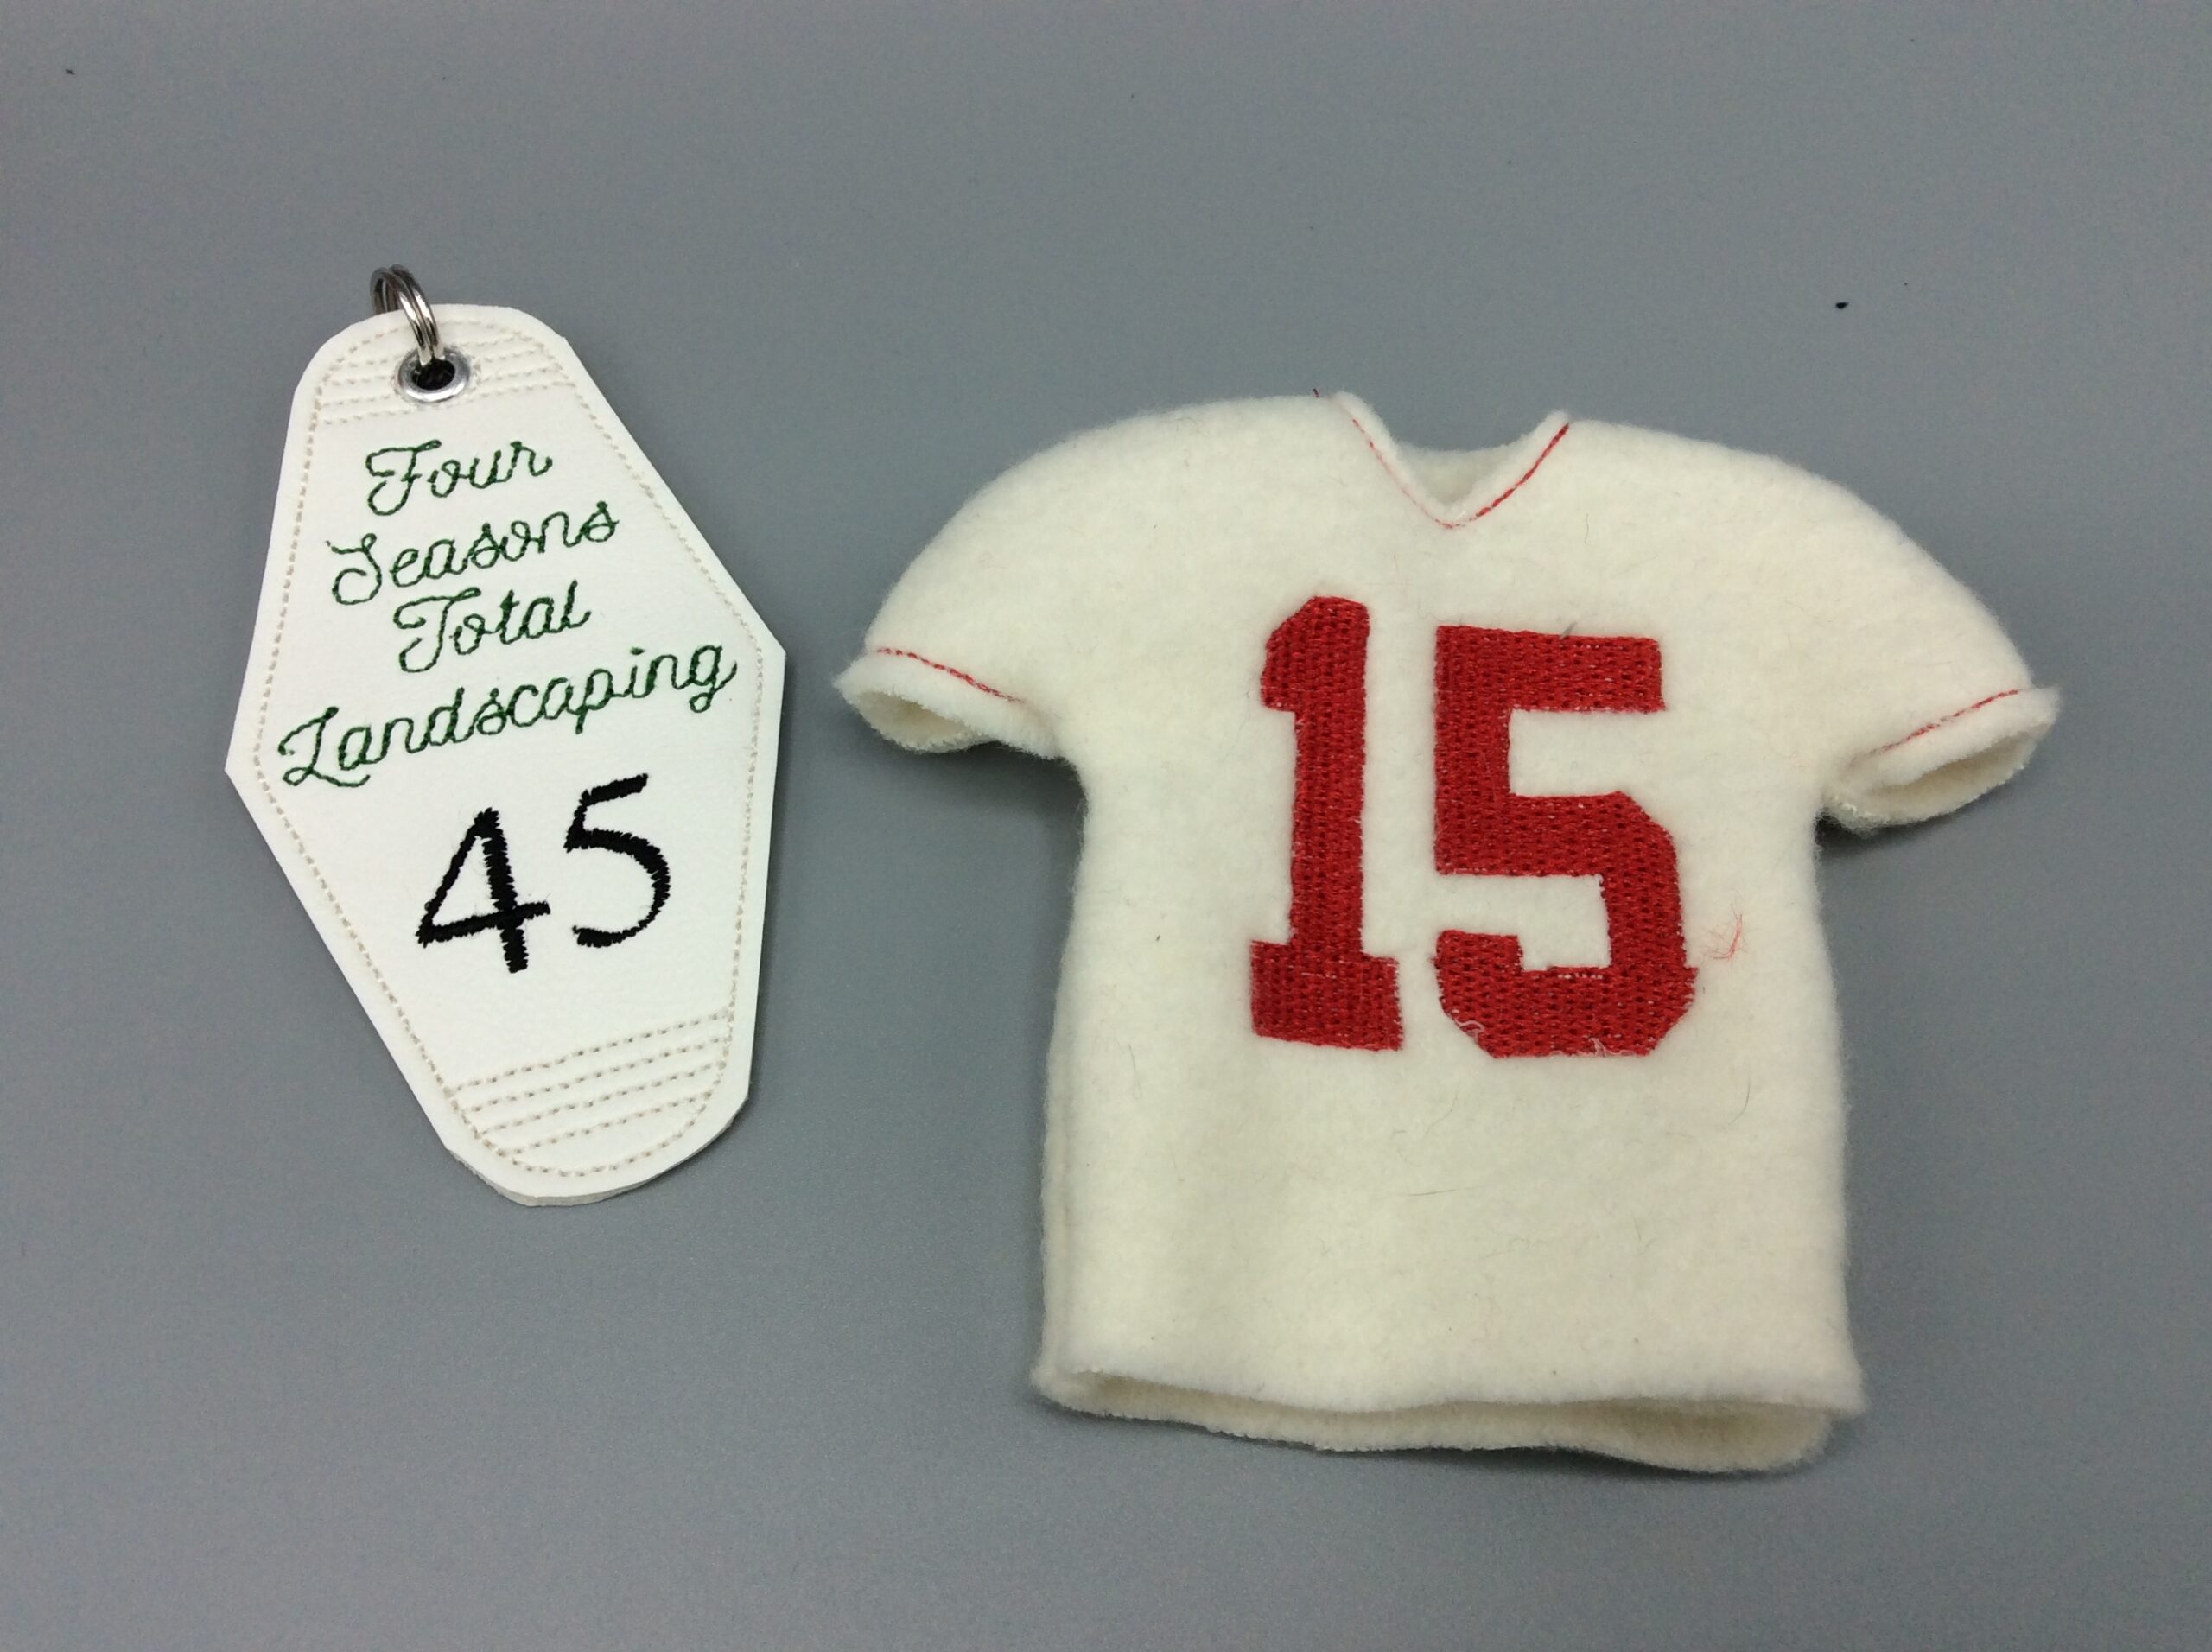 Four
Seasons
Total
Landscaping
45
15